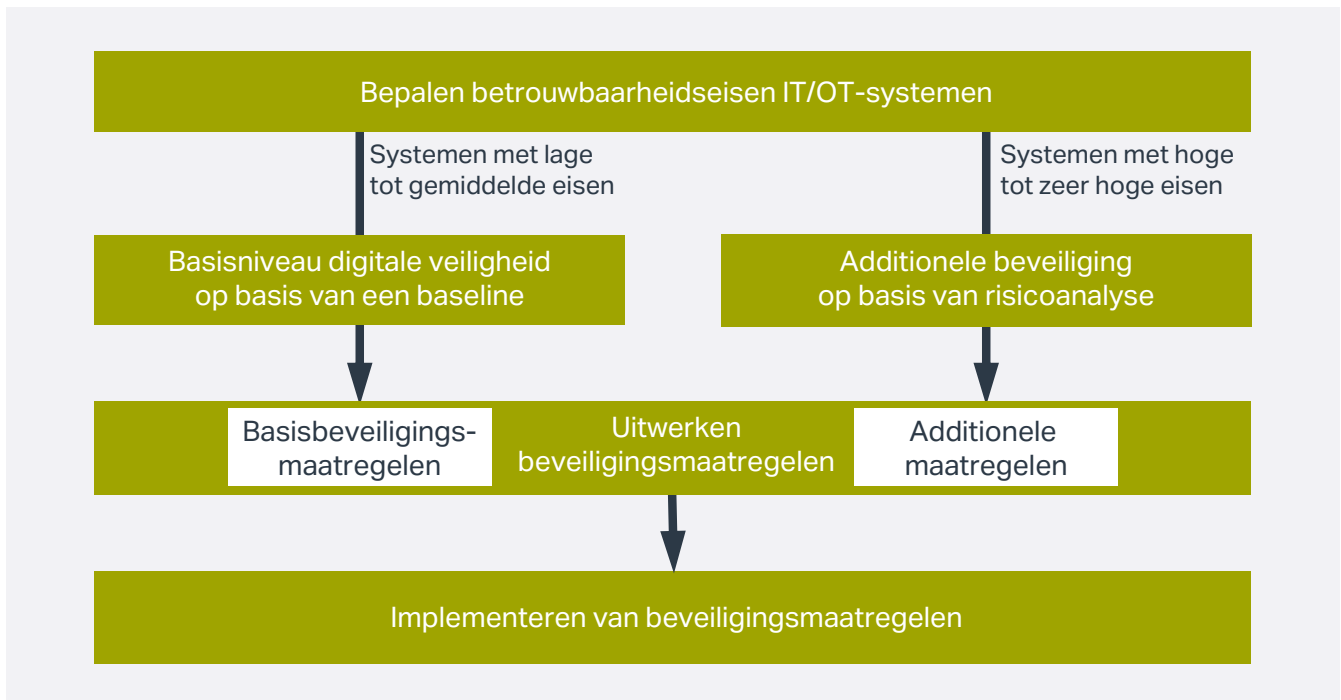 Bepalen betrouwbaarheidseisen IT/OT-systemen
Systemen met lage
tot gemiddelde eisen
Systemen met hoge
tot zeer hoge eisen
Basisniveau digitale veiligheid
op basis van een baseline
Additionele beveiliging
op basis van risicoanalyse
Basisbeveiligings-
maatregelen
Uitwerken
beveiligingsmaatregelen
Additionele
maatregelen
Implementeren van beveiligingsmaatregelen